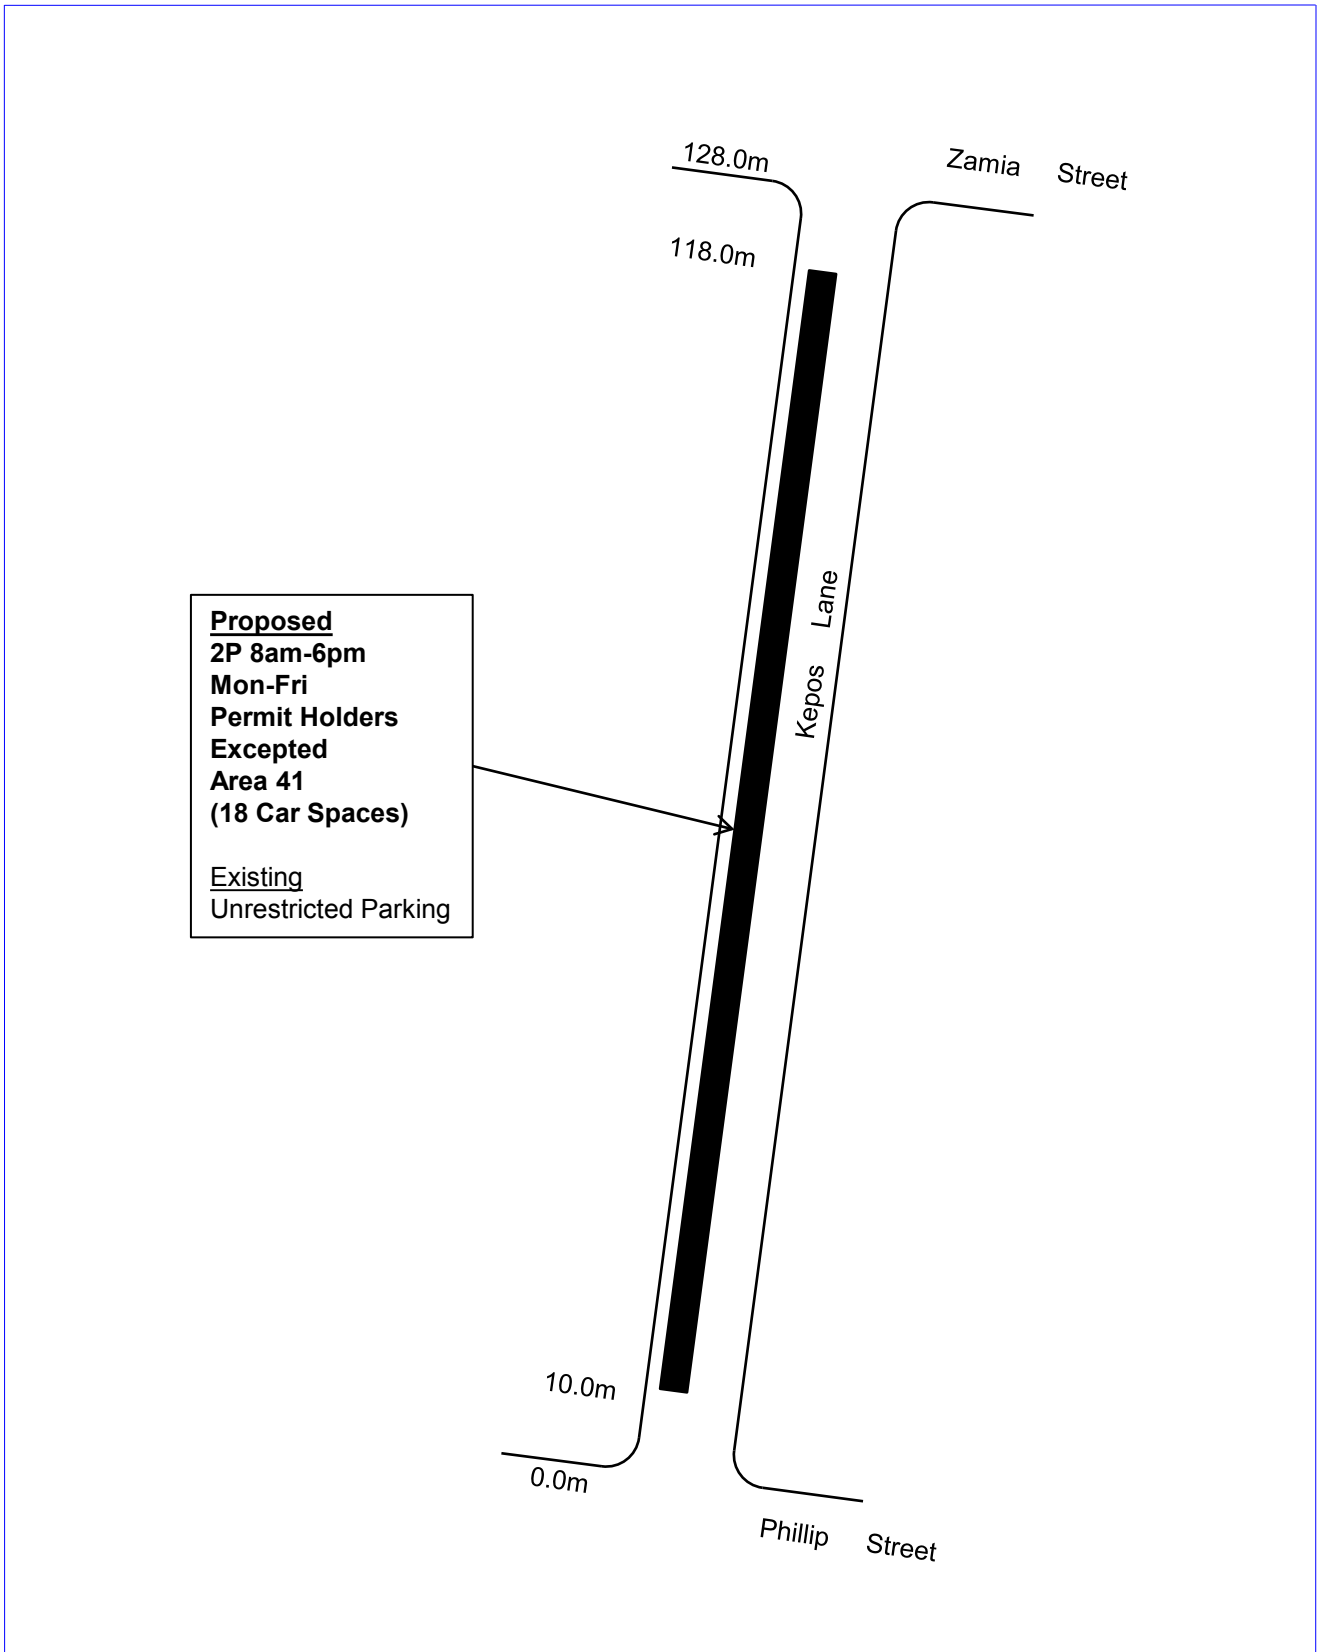 128.0m
Zamia Street
118.0m
Kepos Lane
Proposed
2P 8am-6pm
Mon-Fri
Permit Holders
Excepted
Area 41
(18 Car Spaces)
Existing
Unrestricted Parking
10.0m
0.0m
Phillip Street